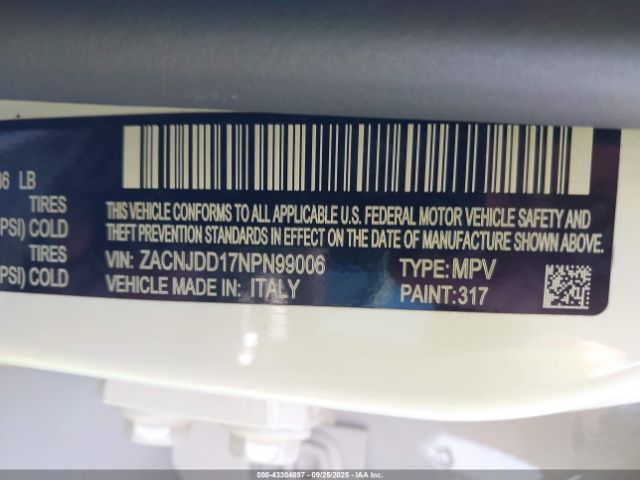 06 LB
TIRES
PSI) COLD
TIRES
PSI) COLD
THIS VEHICLE CONFORMS TO ALL APPLICABLE U.S. FEDERAL MOTOR VEHICLE SAFETY AND
THEFT PREVENTION STANDARDS IN EFFECT ON THE DATE OF MANUFACTURE SHOWN ABOVE.
VIN: ZACNJDD17NPN99006 TYPE: MPV
VEHICLE MADE IN: ITALY PAINT: 317
000-43304897 - 09/25/2025 - IAA Inc.